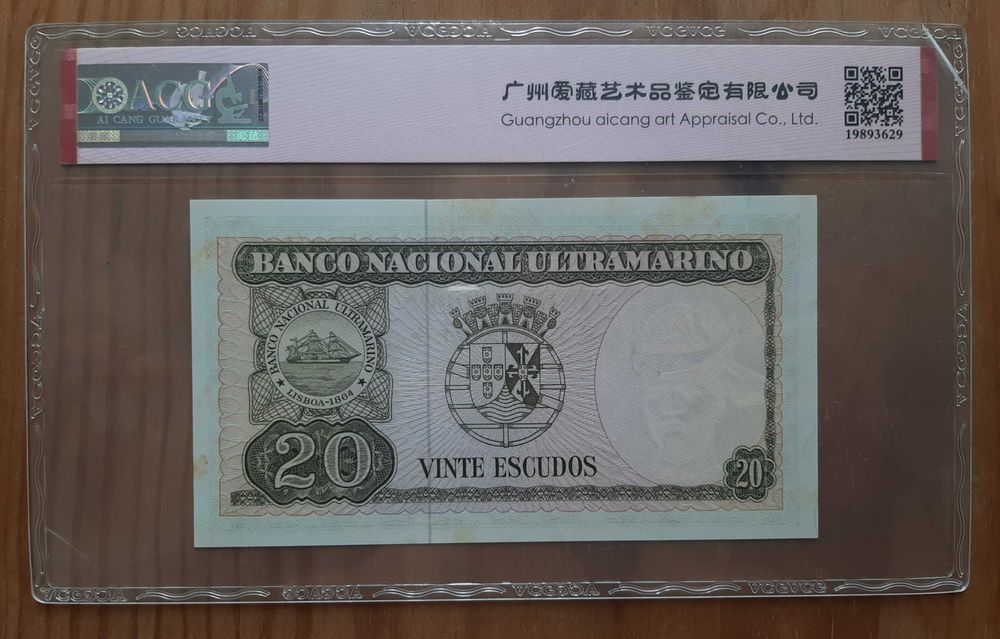 ACG
AI CANG GUARANTY
广州爱藏艺术品鉴定有限公司
Guangzhou aicang art Appraisal Co., Ltd.
19893629
BANCO NACIONAL ULTRAMARINO
BANCO NACIONAL ULTRAMARINO
LISBOA-1864
20
VINTE ESCUDOS
20